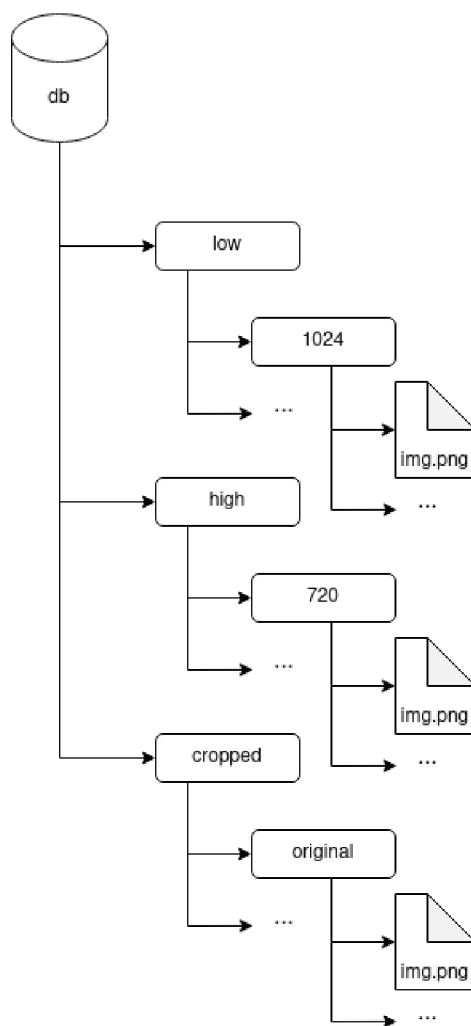 db
low
1024
...
img.png
...
high
720
...
img.png
...
cropped
original
...
img.png
...